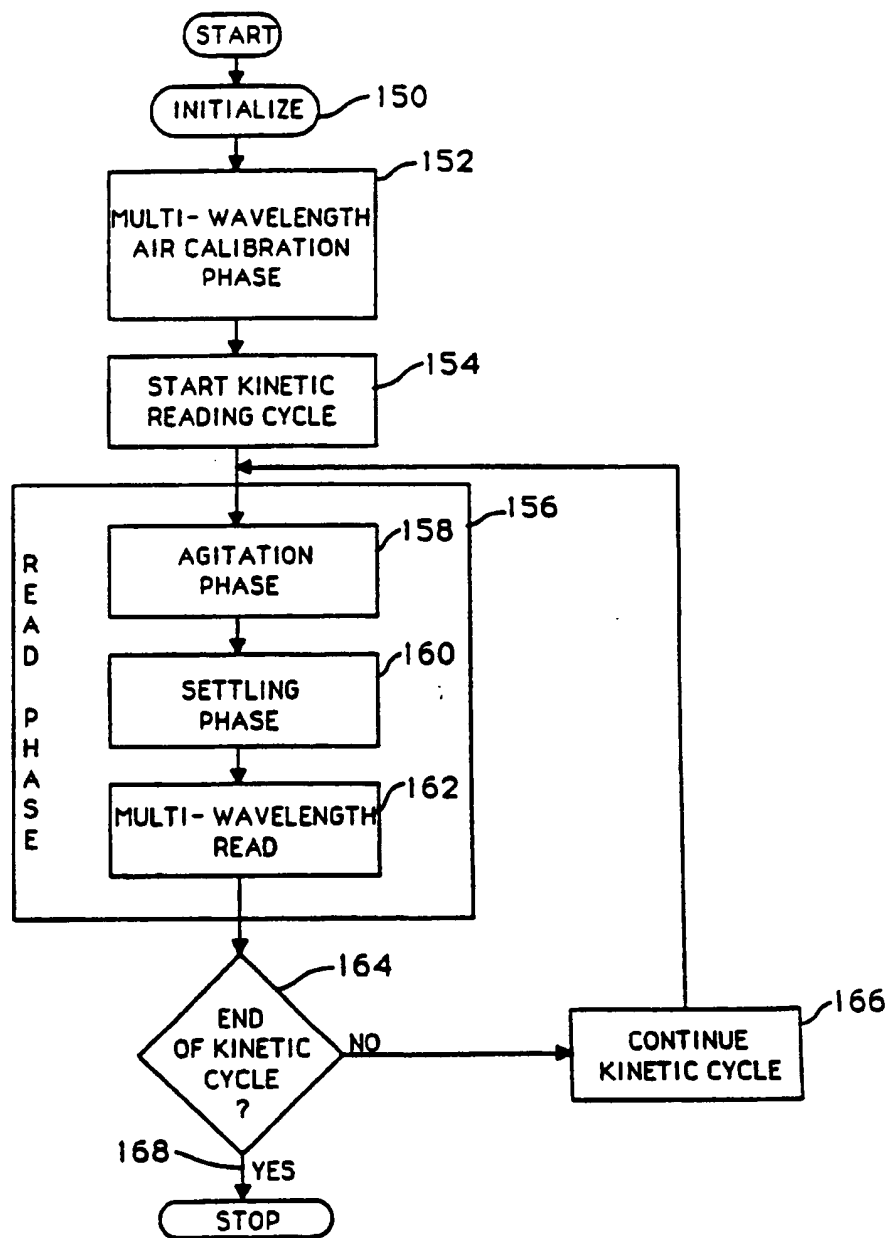 START
INITIALIZE
150
152
MULTI-WAVELENGTH
AIR CALIBRATION
PHASE
154
START KINETIC
READING CYCLE
156
READ PHASE
158
AGITATION
PHASE
160
SETTLING
PHASE
162
MULTI-WAVELENGTH
READ
164
END
OF KINETIC
CYCLE
?
NO
166
CONTINUE
KINETIC CYCLE
168
YES
STOP